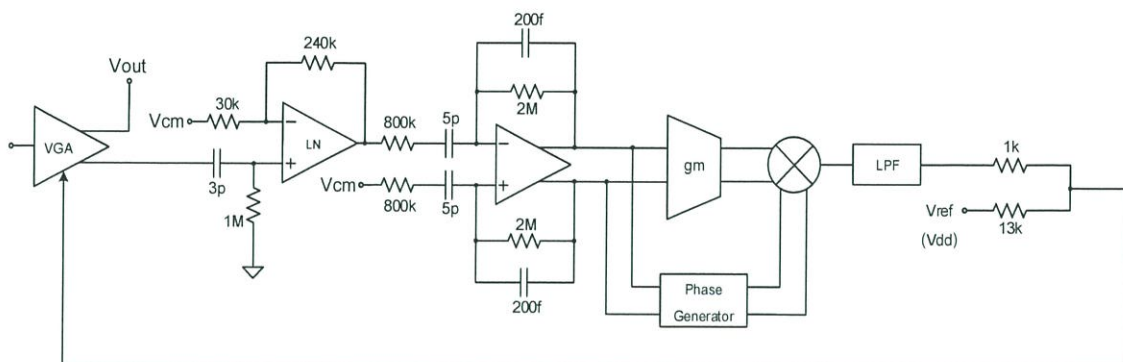 200f
240k
Vout
2M
Vcm
30k
800k
5p
1k
VGA
LN
gm
LPF
3p
Vcm
1M
800k
5p
Vref
(Vdd)
13k
2M
200f
Phase
Generator